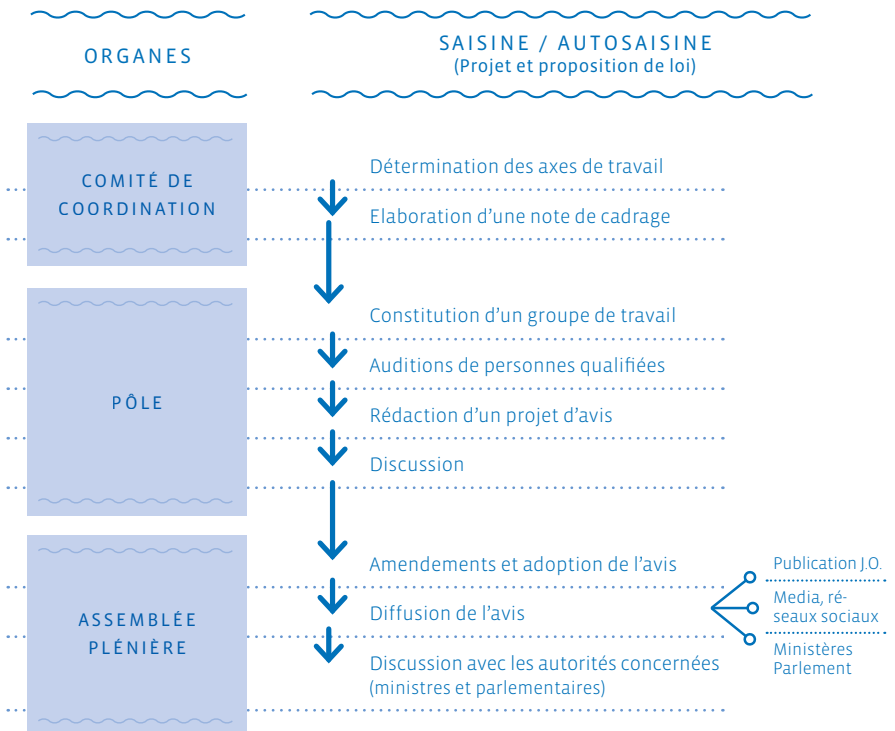 ORGANES
SAISINE / AUTOSAISINE
(Projet et proposition de loi)
COMITÉ DE
COORDINATION
Détermination des axes de travail
Elaboration d’une note de cadrage
PÔLE
Constitution d’un groupe de travail
Auditions de personnes qualifiées
Rédaction d’un projet d’avis
Discussion
ASSEMBLÉE
PLÉNIÈRE
Amendements et adoption de l’avis
Diffusion de l’avis
Discussion avec les autorités concernées
(ministres et parlementaires)
Publication J.O.
Media, ré-
seaux sociaux
Ministères
Parlement